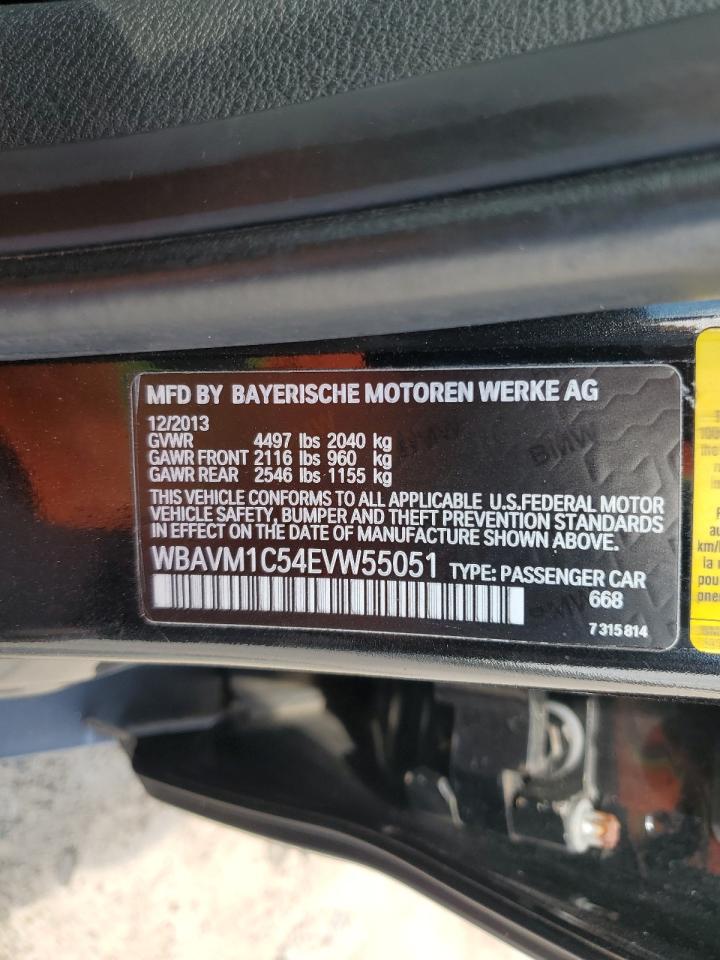 MFD BY BAYERISCHE MOTOREN WERKE AG
12/2013
GVWR 4497 lbs 2040 kg
GAWR FRONT 2116 lbs 960 kg
GAWR REAR 2546 lbs 1155 kg
THIS VEHICLE CONFORMS TO ALL APPLICABLE U.S.FEDERAL MOTOR
VEHICLE SAFETY, BUMPER AND THEFT PREVENTION STANDARDS
IN EFFECT ON THE DATE OF MANUFACTURE SHOWN ABOVE.
WBAVM1C54EVW55051 TYPE: PASSENGER CAR
668
7 315 814
BMW